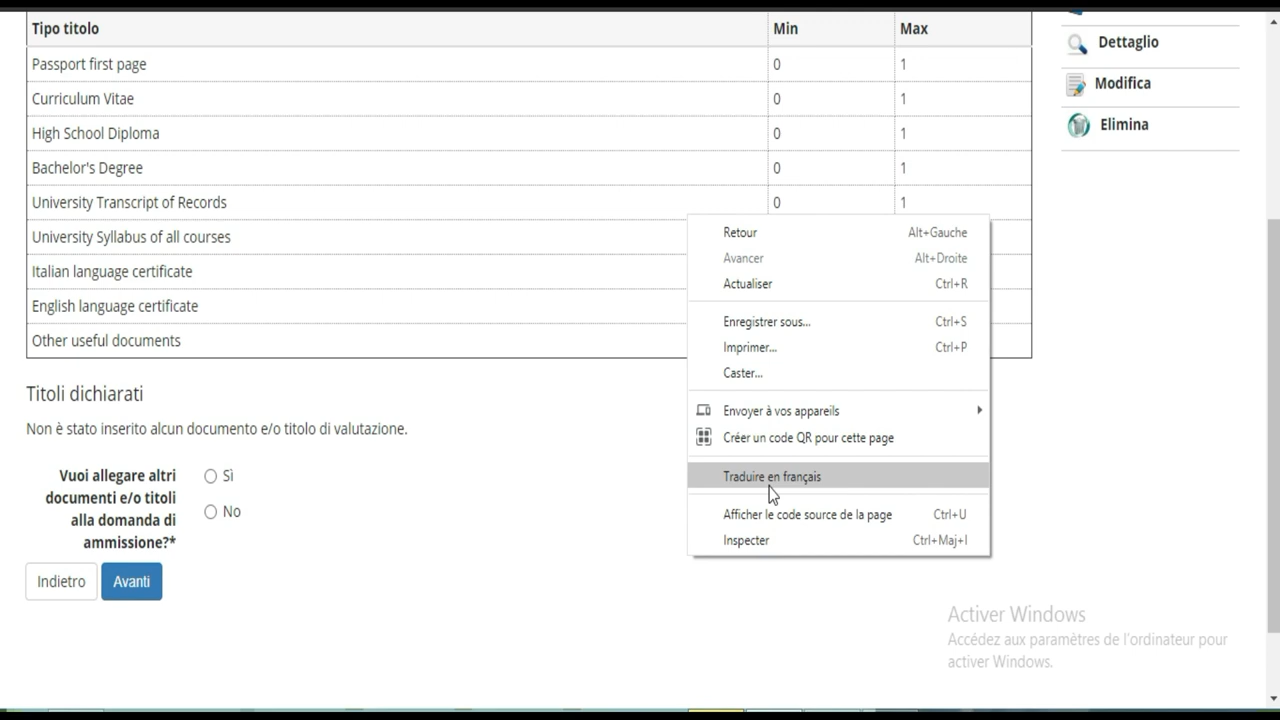 Tipo titolo Min Max
Passport first page 0 1
Curriculum Vitae 0 1
High School Diploma 0 1
Bachelor's Degree 0 1
University Transcript of Records 0 1
University Syllabus of all courses
Italian language certificate
English language certificate
Other useful documents
Titoli dichiarati
Non è stato inserito alcun documento e/o titolo di valutazione.
Vuoi allegare altri
documenti e/o titoli
alla domanda di
ammissione?*
Sì
No
Indietro Avanti
Dettaglio
Modifica
Elimina
Retour Alt+Gauche
Avancer Alt+Droite
Actualiser Ctrl+R
Enregistrer sous... Ctrl+S
Imprimer... Ctrl+P
Caster...
Envoyer à vos appareils
Créer un code QR pour cette page
Traduire en français
Afficher le code source de la page Ctrl+U
Inspecter Ctrl+Maj+I
Activer Windows
Accédez aux paramètres de l'ordinateur pour
activer Windows.